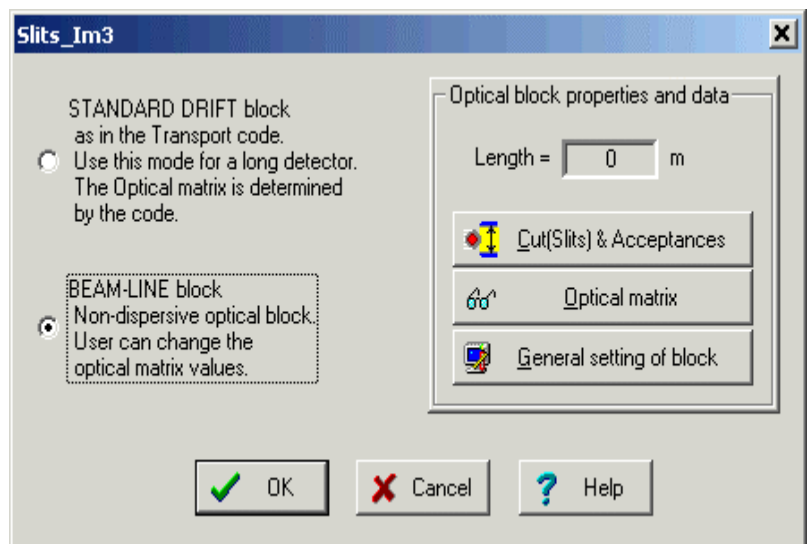 Slits_Im3
STANDARD DRIFT block
as in the Transport code.
Use this mode for a long detector.
The Optical matrix is determined
by the code.
BEAM-LINE block
Non-dispersive optical block.
User can change the
optical matrix values.
Optical block properties and data
Length = 0 m
Cut(Slits) & Acceptances
Optical matrix
General setting of block
OK
Cancel
Help